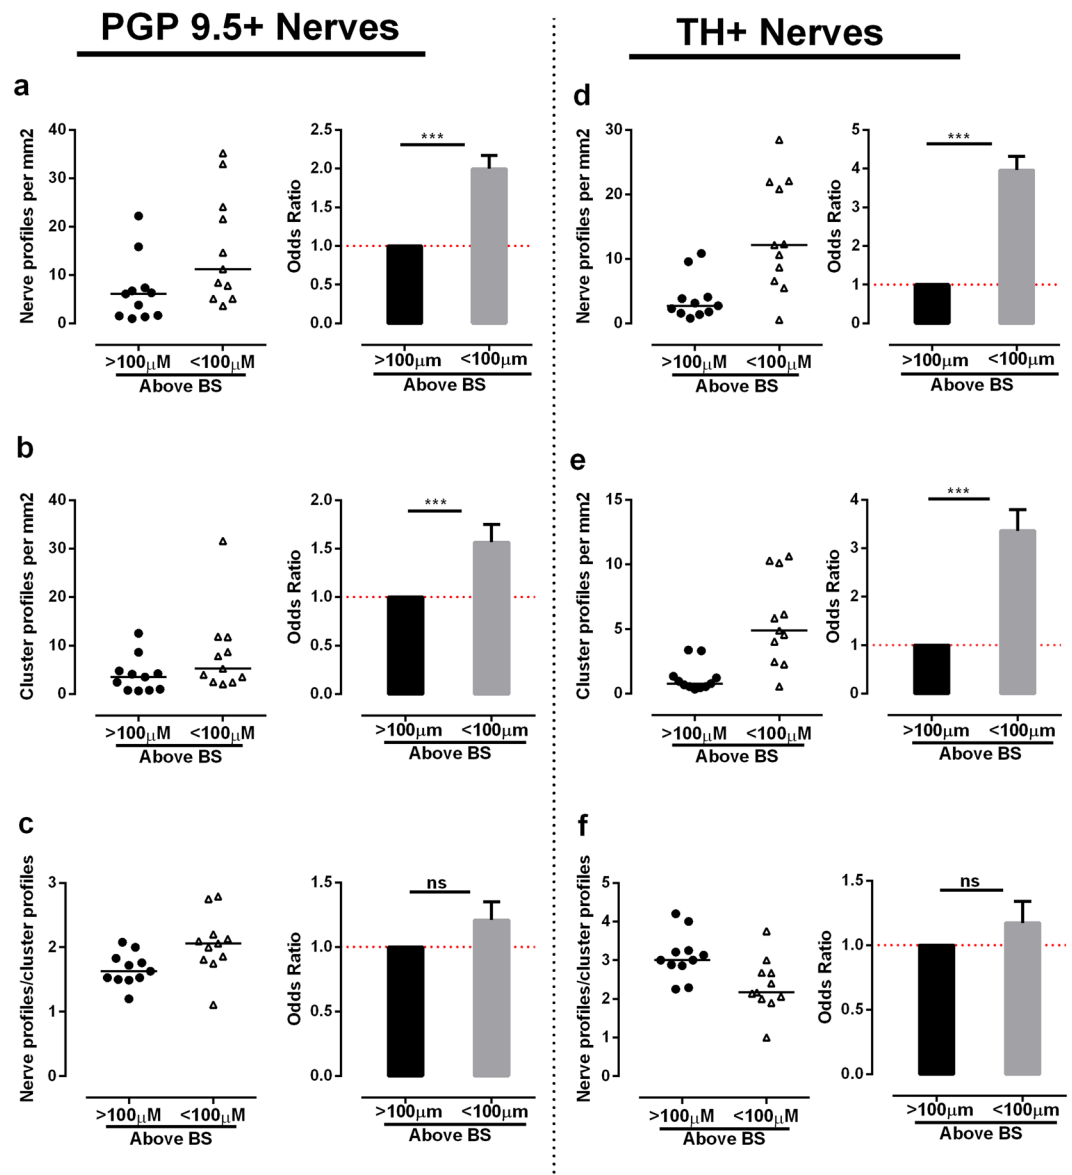 PGP 9.5+ Nerves
TH+ Nerves
a
Nerve profiles per mm2
40
30
20
10
0
>100μM <100μM
Above BS
Odds Ratio
2.5
2.0
1.5
1.0
0.5
0.0
***
>100μm <100μm
Above BS
d
Nerve profiles per mm2
30
20
10
0
>100μM <100μM
Above BS
Odds Ratio
5
4
3
2
1
0
***
>100μm <100μm
Above BS
b
Cluster profiles per mm2
40
30
20
10
0
>100μM <100μM
Above BS
Odds Ratio
2.0
1.5
1.0
0.5
0.0
***
>100μm <100μm
Above BS
e
Cluster profiles per mm2
15
10
5
0
>100μM <100μM
Above BS
Odds Ratio
4
3
2
1
0
***
>100μm <100μm
Above BS
c
Nerve profiles/cluster profiles
3
2
1
0
>100μM <100μM
Above BS
Odds Ratio
1.5
1.0
0.5
0.0
ns
>100μm <100μm
Above BS
f
Nerve profiles/cluster profiles
5
4
3
2
1
0
>100μM <100μM
Above BS
Odds Ratio
1.5
1.0
0.5
0.0
ns
>100μm <100μm
Above BS